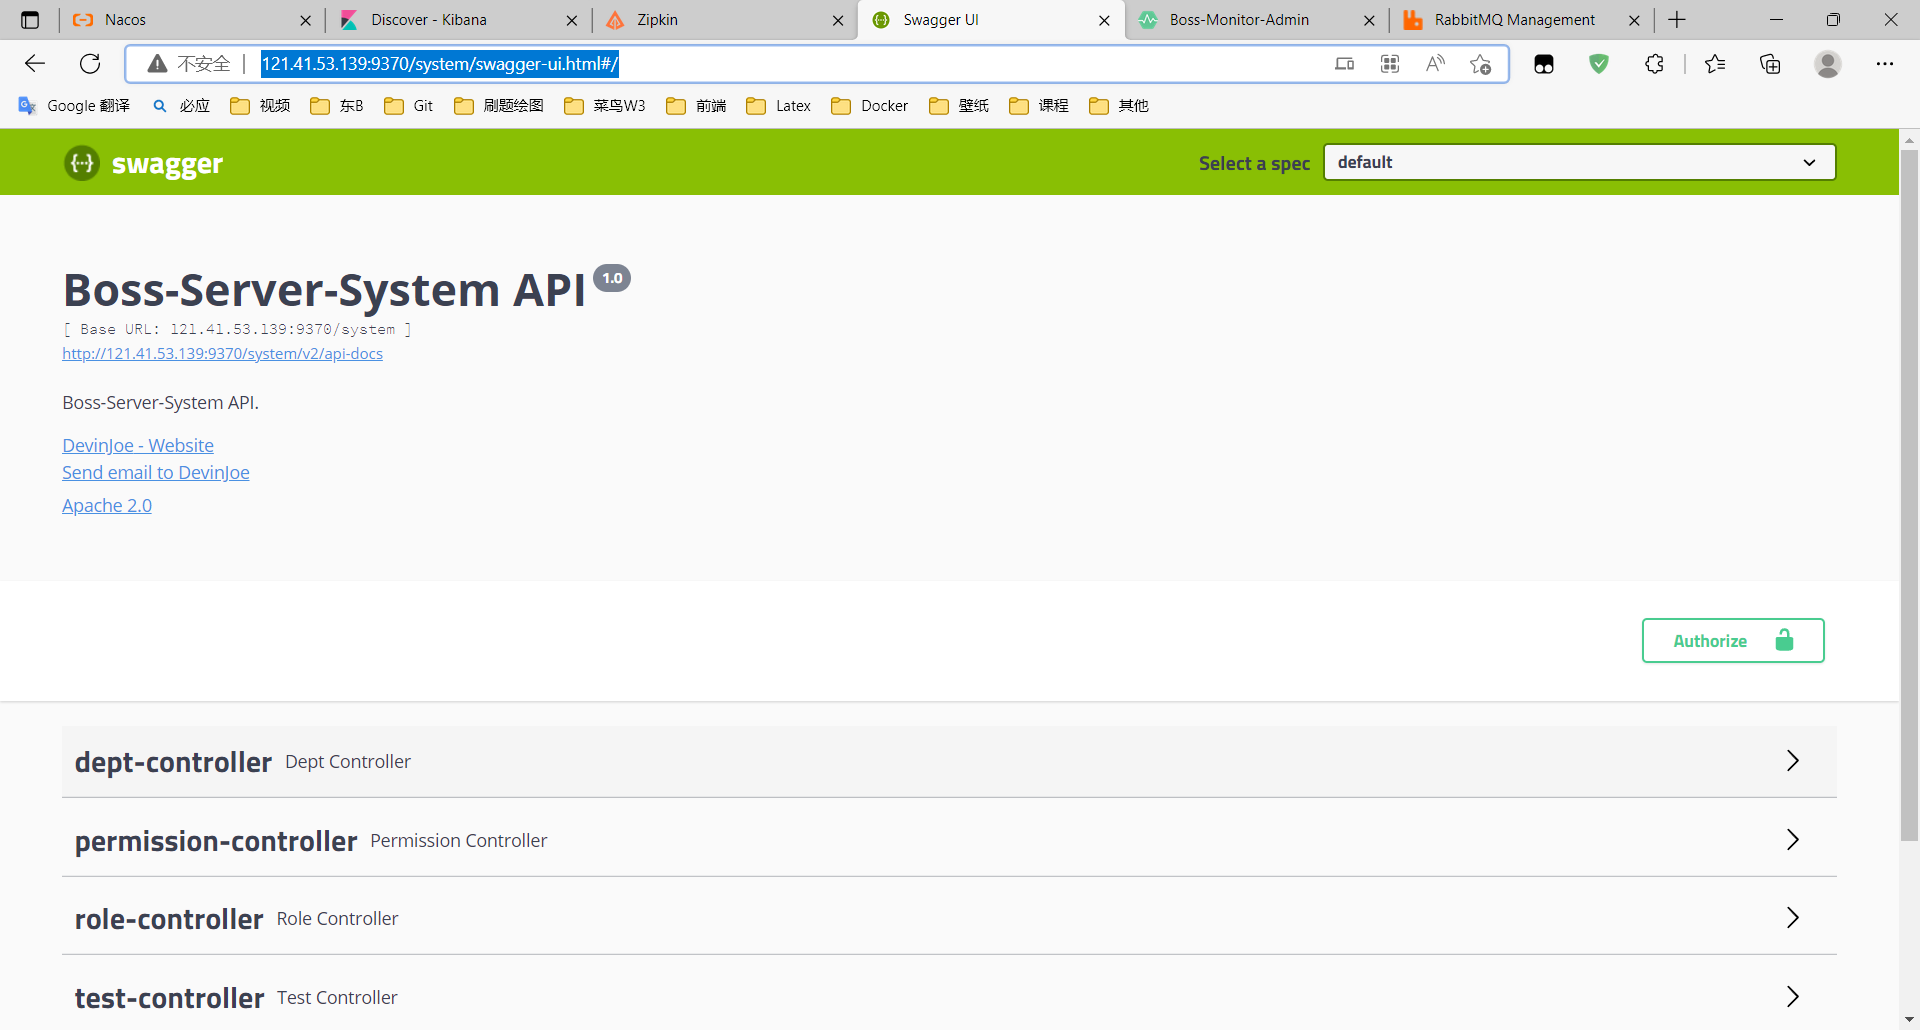 Nacos Discover - Kibana Zipkin Swagger UI Boss-Monitor-Admin RabbitMQ Management
不安全 121.41.53.139:9370/system/swagger-ui.html#/
Google 翻译 必应 视频 东B Git 刷题绘图 菜鸟W3 前端 Latex Docker 壁纸 课程 其他
swagger Select a spec default
Boss-Server-System API 1.0
[ Base URL: 121.41.53.139:9370/system ]
http://121.41.53.139:9370/system/v2/api-docs
Boss-Server-System API.
DevinJoe - Website
Send email to DevinJoe
Apache 2.0
Authorize
dept-controller Dept Controller
permission-controller Permission Controller
role-controller Role Controller
test-controller Test Controller